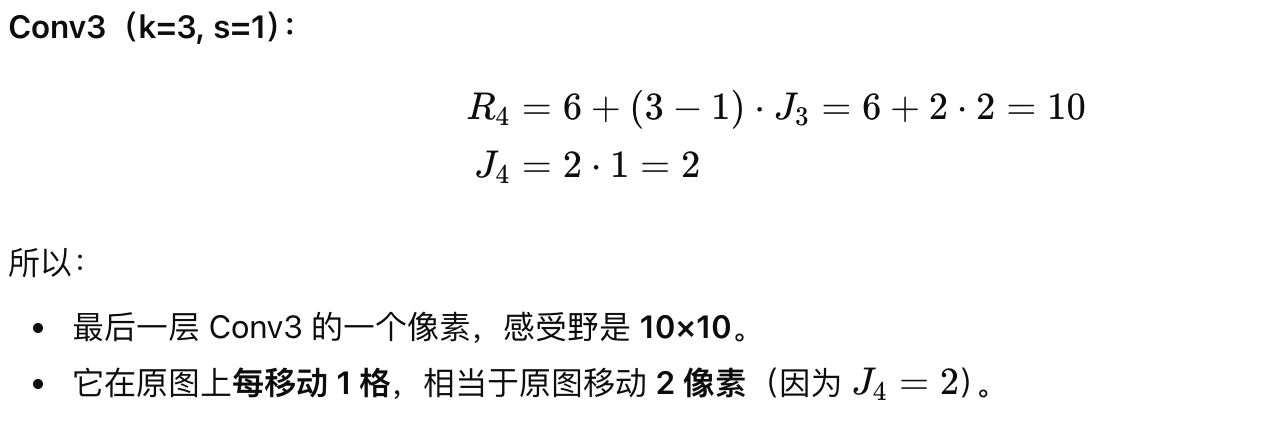 Conv3（k=3, s=1）：
R₄ = 6 + (3 − 1) · J₃ = 6 + 2 · 2 = 10
J₄ = 2 · 1 = 2
所以：
• 最后一层 Conv3 的一个像素，感受野是 10×10。
• 它在原图上每移动 1 格，相当于原图移动 2 像素（因为 J₄ = 2）。